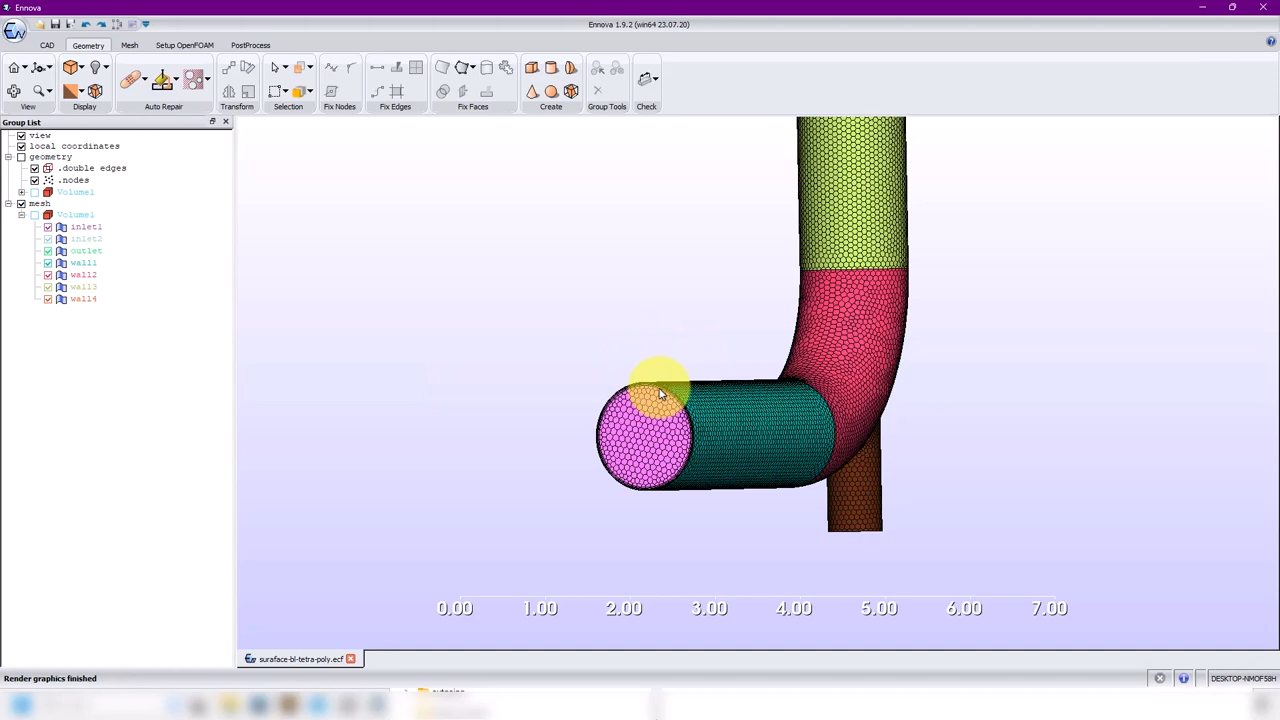 Ennova
Ennova 1.9.2 (win64 23.07.20)
CAD Geometry Mesh Setup OpenFOAM PostProcess
View Display Auto Repair Transform Selection Fix Nodes Fix Edges Fix Faces Create Group Tools Check
Group List
view
local coordinates
geometry
.double edges
.nodes
Volume1
mesh
Volume1
inlet1
inlet2
outlet
wall1
wall2
wall3
wall4
0.00 1.00 2.00 3.00 4.00 5.00 6.00 7.00
suraface-bl-tetra-poly.ecf
Render graphics finished
DESKTOP-NMOF58H